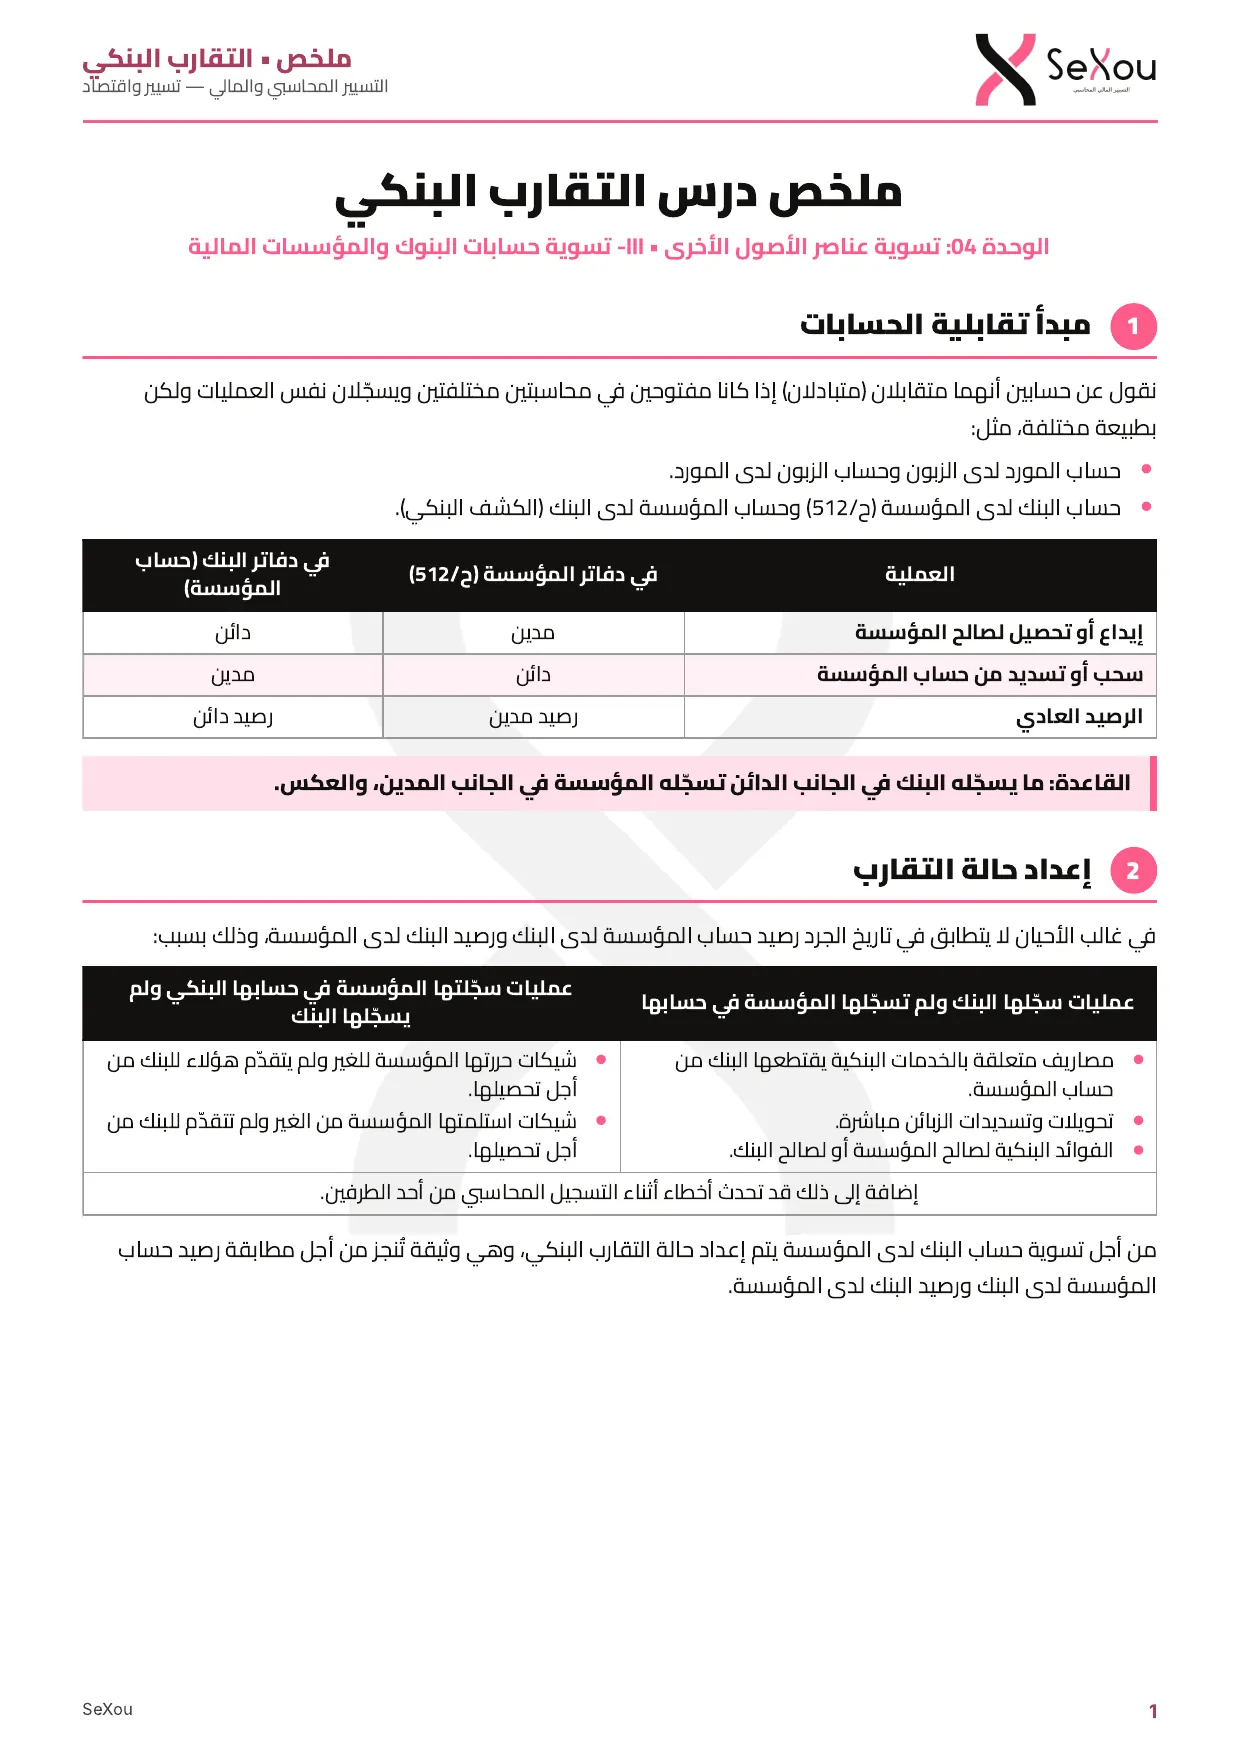 ملخص • التقارب البنكي
التسيير المحاسبي والمالي — تسيير واقتصاد
SeXou
التسيير المالي المحاسبي
ملخص درس التقارب البنكي
الوحدة 04: تسوية عناصر الأصول الأخرى • III- تسوية حسابات البنوك والمؤسسات المالية
1 مبدأ تقابلية الحسابات
نقول عن حسابين أنهما متقابلان (متبادلان) إذا كانا مفتوحين في محاسبتين مختلفتين ويسجّلان نفس العمليات ولكن
بطبيعة مختلفة، مثل:
• حساب المورد لدى الزبون وحساب الزبون لدى المورد.
• حساب البنك لدى المؤسسة (ح/512) وحساب المؤسسة لدى البنك (الكشف البنكي).
العملية
في دفاتر المؤسسة (ح/512)
في دفاتر البنك (حساب
المؤسسة)
إيداع أو تحصيل لصالح المؤسسة
مدين
دائن
سحب أو تسديد من حساب المؤسسة
دائن
مدين
الرصيد العادي
رصيد مدين
رصيد دائن
القاعدة: ما يسجّله البنك في الجانب الدائن تسجّله المؤسسة في الجانب المدين، والعكس.
2 إعداد حالة التقارب
في غالب الأحيان لا يتطابق في تاريخ الجرد رصيد حساب المؤسسة لدى البنك ورصيد البنك لدى المؤسسة، وذلك بسبب:
عمليات سجّلها البنك ولم تسجّلها المؤسسة في حسابها
عمليات سجّلتها المؤسسة في حسابها البنكي ولم
يسجّلها البنك
• مصاريف متعلقة بالخدمات البنكية يقتطعها البنك من
حساب المؤسسة.
• تحويلات وتسديدات الزبائن مباشرة.
• الفوائد البنكية لصالح المؤسسة أو لصالح البنك.
• شيكات حررتها المؤسسة للغير ولم يتقدّم هؤلاء للبنك من
أجل تحصيلها.
• شيكات استلمتها المؤسسة من الغير ولم تتقدّم للبنك من
أجل تحصيلها.
إضافة إلى ذلك قد تحدث أخطاء أثناء التسجيل المحاسبي من أحد الطرفين.
من أجل تسوية حساب البنك لدى المؤسسة يتم إعداد حالة التقارب البنكي، وهي وثيقة تُنجز من أجل مطابقة رصيد حساب
المؤسسة لدى البنك ورصيد البنك لدى المؤسسة.
SeXou
1